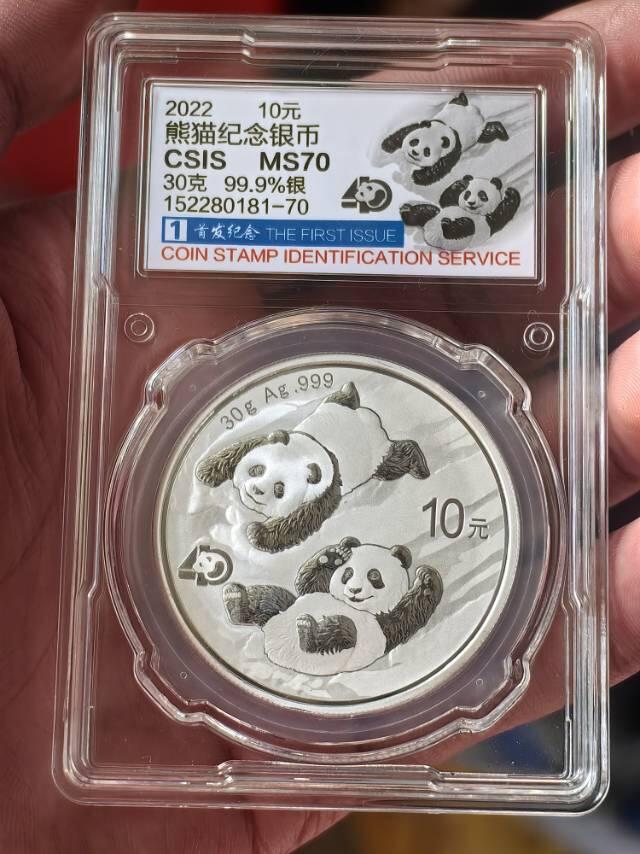 2022 10元
熊猫纪念银币
CSIS MS70
30克 99.9%银
40
152280181-70
1 首发纪念 THE FIRST ISSUE
COIN STAMP IDENTIFICATION SERVICE
30g Ag.999
10元
40